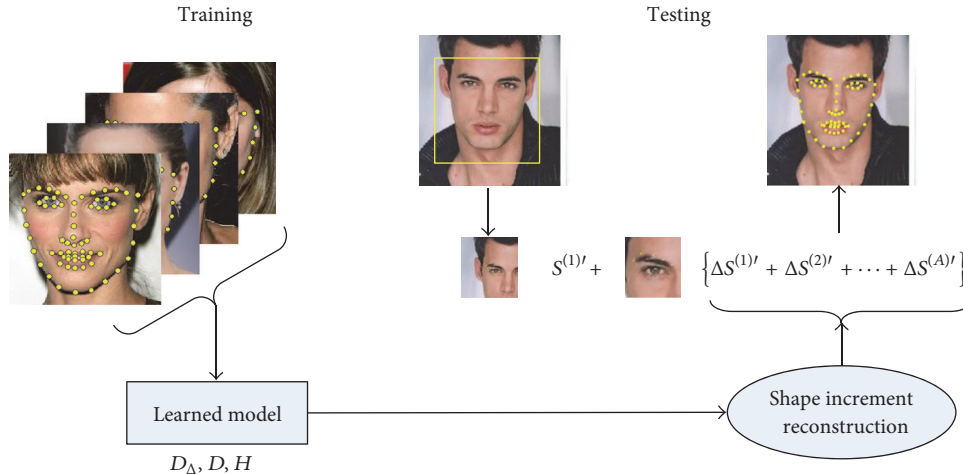 Training
Testing
S^(1)′ +
{ΔS^(1)′ + ΔS^(2)′ + ⋯ + ΔS^(A)′}
Learned model
D_Δ, D, H
Shape increment
reconstruction